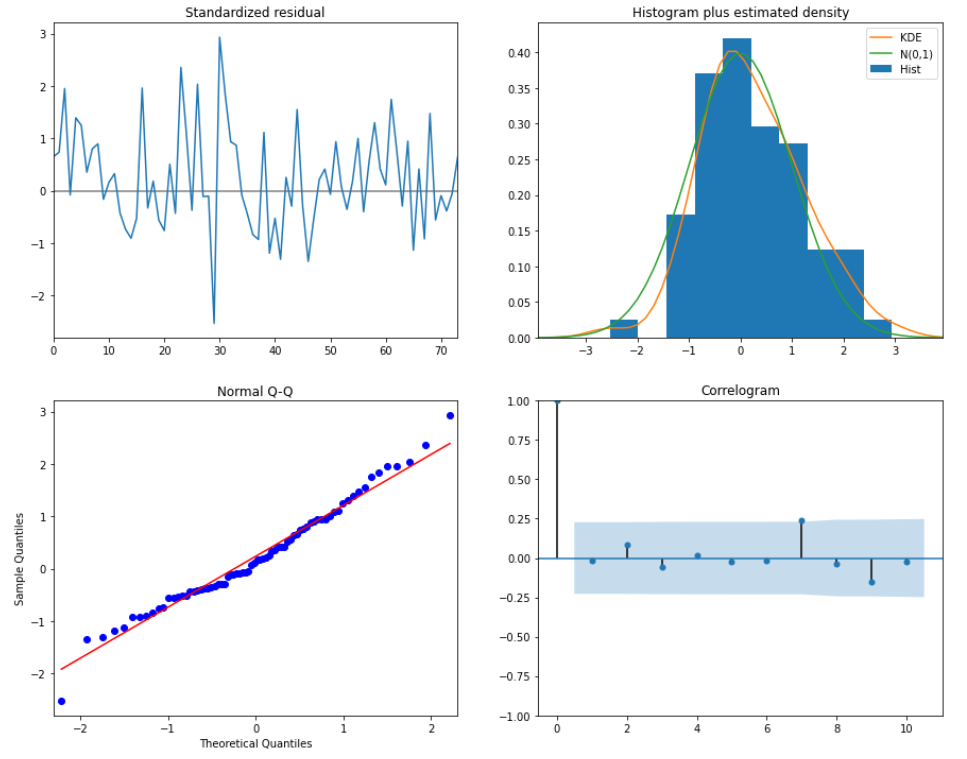 Standardized residual
3
2
1
0
−1
−2
0 10 20 30 40 50 60 70
Histogram plus estimated density
KDE
N(0,1)
Hist
0.40
0.35
0.30
0.25
0.20
0.15
0.10
0.05
0.00
−3 −2 −1 0 1 2 3
Normal Q-Q
Sample Quantiles
3
2
1
0
−1
−2
−2 −1 0 1 2
Theoretical Quantiles
Correlogram
1.00
0.75
0.50
0.25
0.00
−0.25
−0.50
−0.75
−1.00
0 2 4 6 8 10